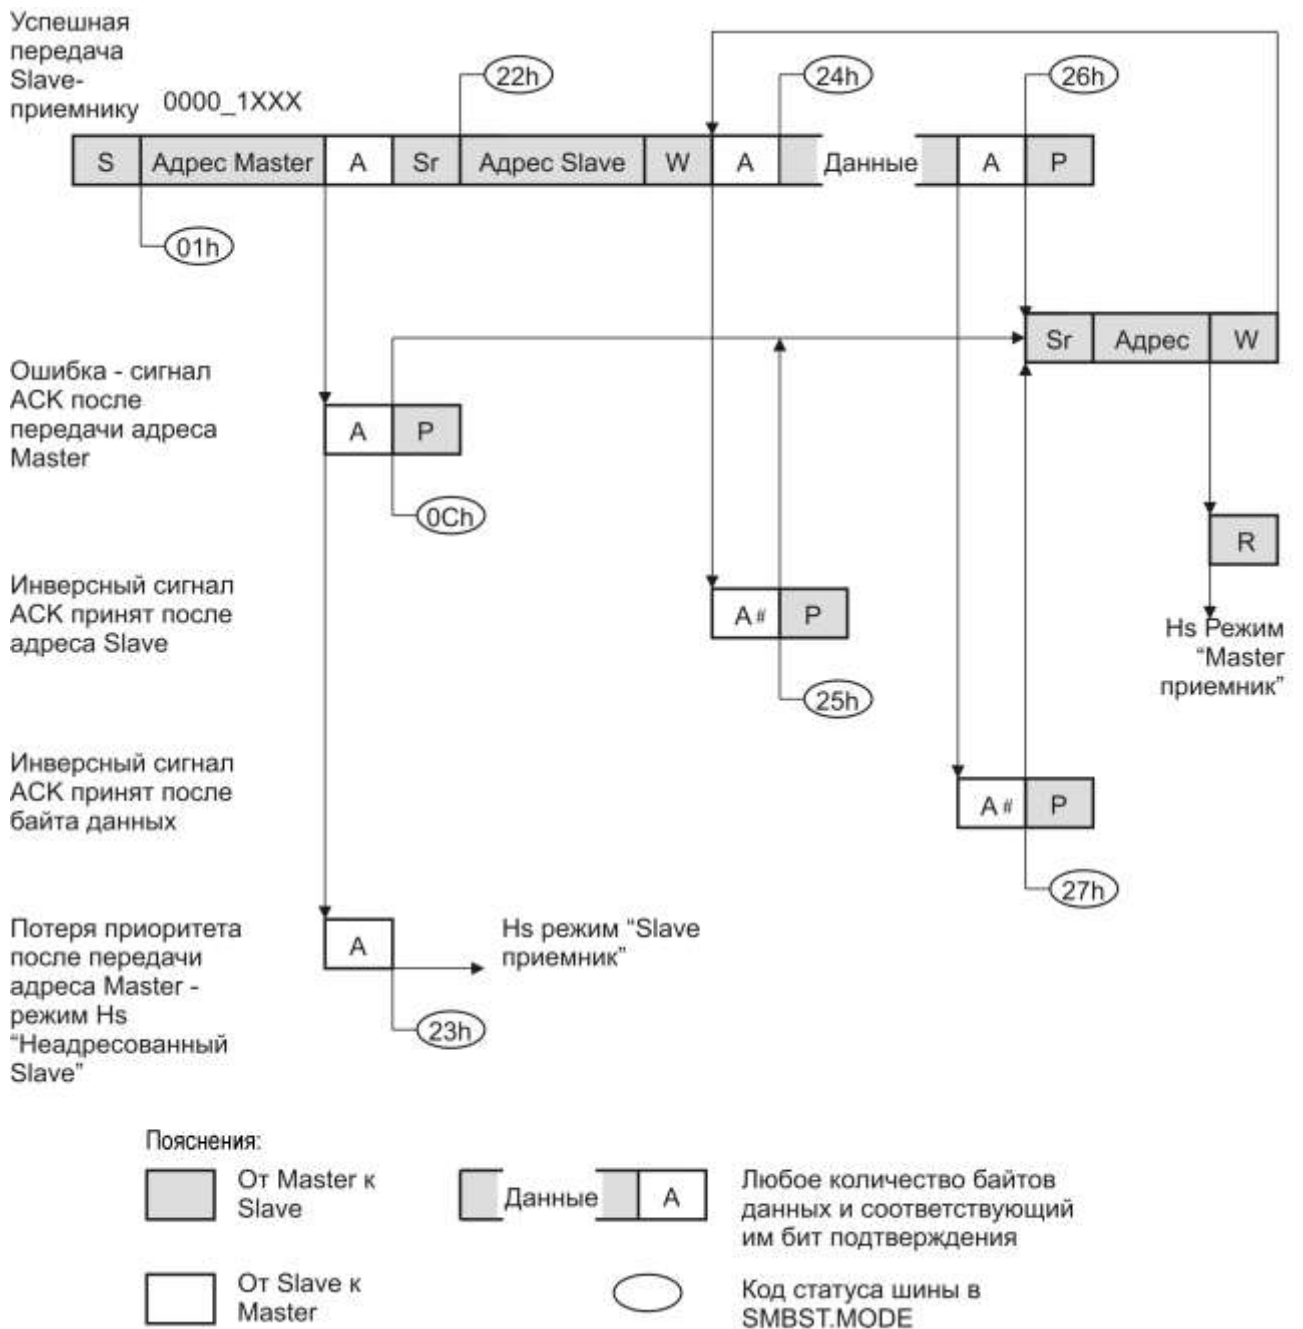 Успешная
передача
Slave-
приемнику
0000_1XXX
22h
24h
26h
S Адрес Master A Sr Адрес Slave W A Данные A P
01h
Sr Адрес W
Ошибка - сигнал
ACK после
передачи адреса
Master
A P
0Ch
R
Инверсный сигнал
ACK принят после
адреса Slave
A# P
25h
Hs Режим
“Master
приемник”
Инверсный сигнал
ACK принят после
байта данных
A# P
27h
Потеря приоритета
после передачи
адреса Master -
режим Hs
“Неадресованный
Slave”
A
Hs режим “Slave
приемник”
23h
Пояснения:
От Master к
Slave
Данные A
Любое количество байтов
данных и соответствующий
им бит подтверждения
От Slave к
Master
Код статуса шины в
SMBST.MODE